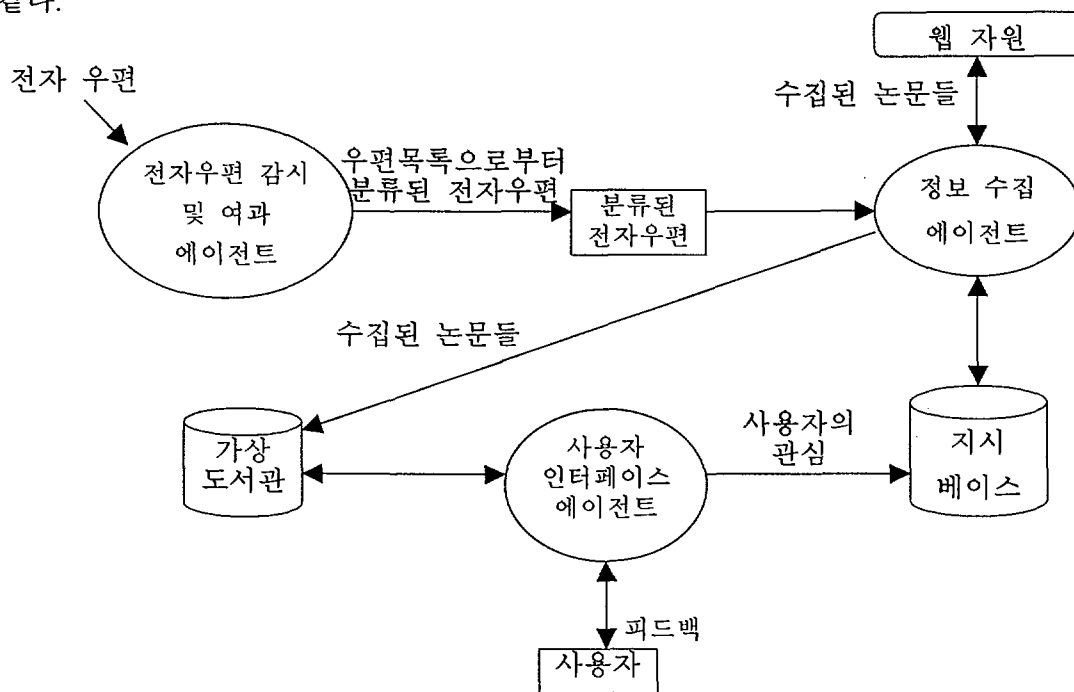 같다.
웹 자원
전자 우편
수집된 논문들
전자우편 감시
및 여과
에이전트
우편목록으로부터
분류된 전자우편
분류된
전자우편
정보 수집
에이전트
수집된 논문들
가상
도서관
사용자
인터페이스
에이전트
사용자의
관심
지시
베이스
피드백
사용자